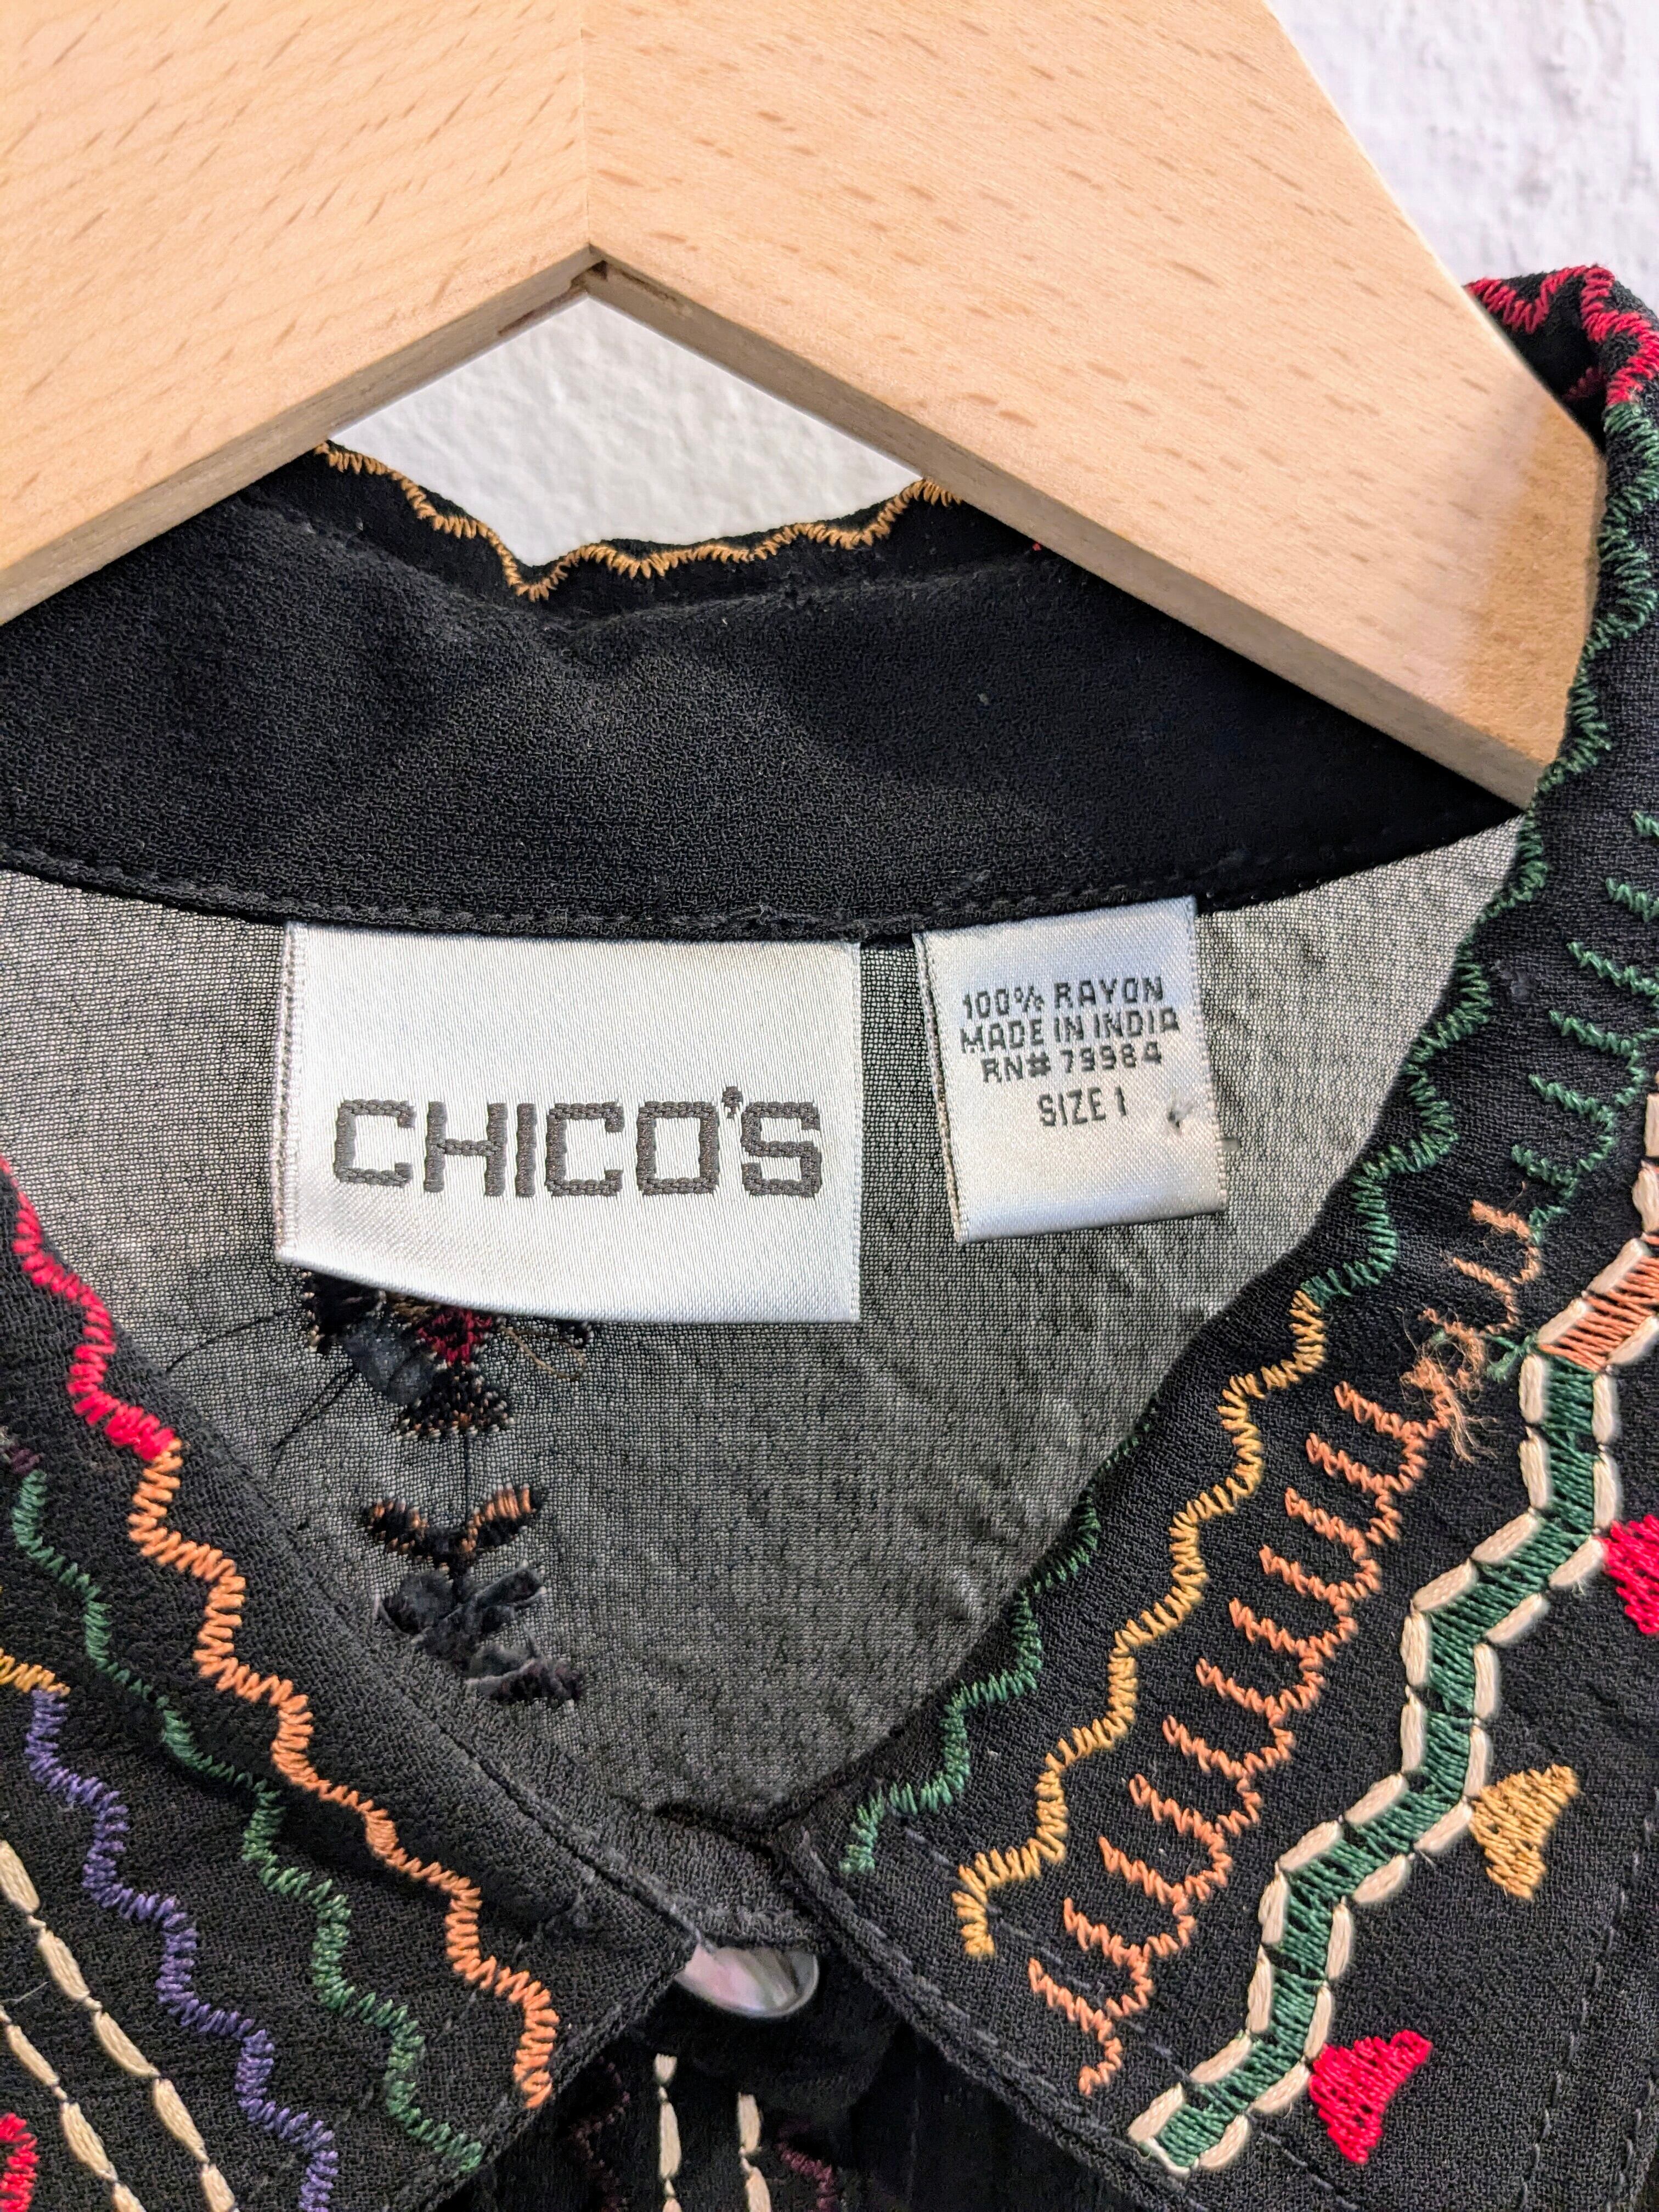 CHICO'S
100% RAYON
MADE IN INDIA
RN# 79984
SIZE 1